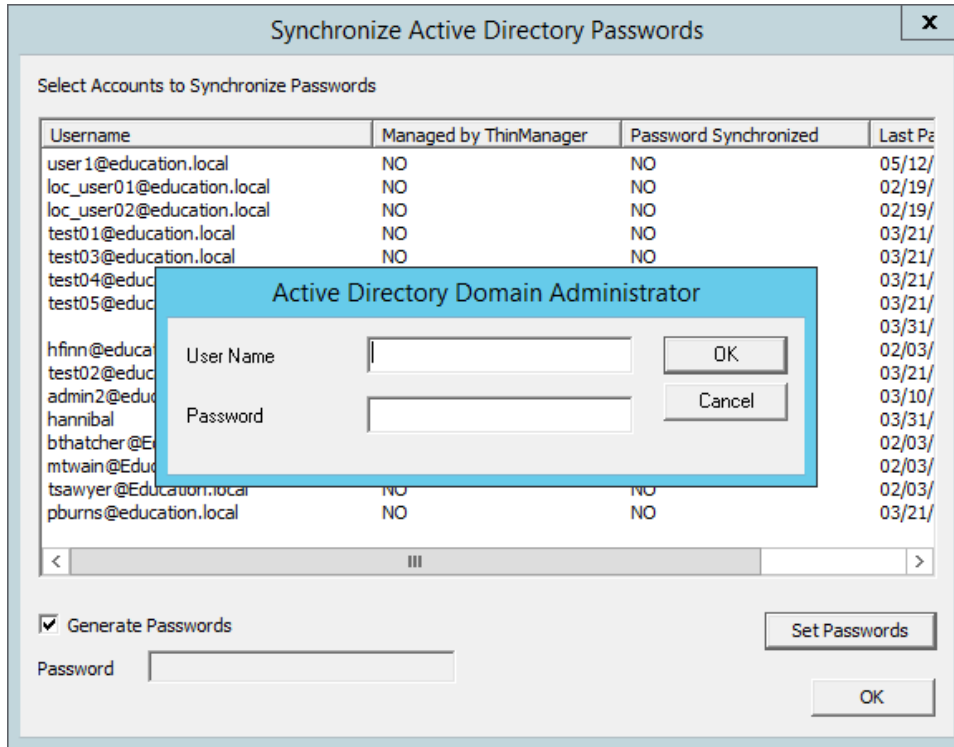 Synchronize Active Directory Passwords
x
Select Accounts to Synchronize Passwords
Username Managed by ThinManager Password Synchronized Last Pa
user1@education.local NO NO 05/12/
loc_user01@education.local NO NO 02/19/
loc_user02@education.local NO NO 02/19/
test01@education.local NO NO 03/21/
test03@education.local NO NO 03/21/
test04@educ 03/21/
test05@educ 03/21/
03/31/
hfinn@educa 02/03/
test02@educ 03/21/
admin2@educ 03/10/
hannibal 03/31/
bthatcher@E 02/03/
mtwain@Edu 02/03/
tsawyer@Education.local NO NO 02/03/
pburns@education.local NO NO 03/21/
Active Directory Domain Administrator
User Name
OK
Password
Cancel
Generate Passwords
Set Passwords
Password
OK